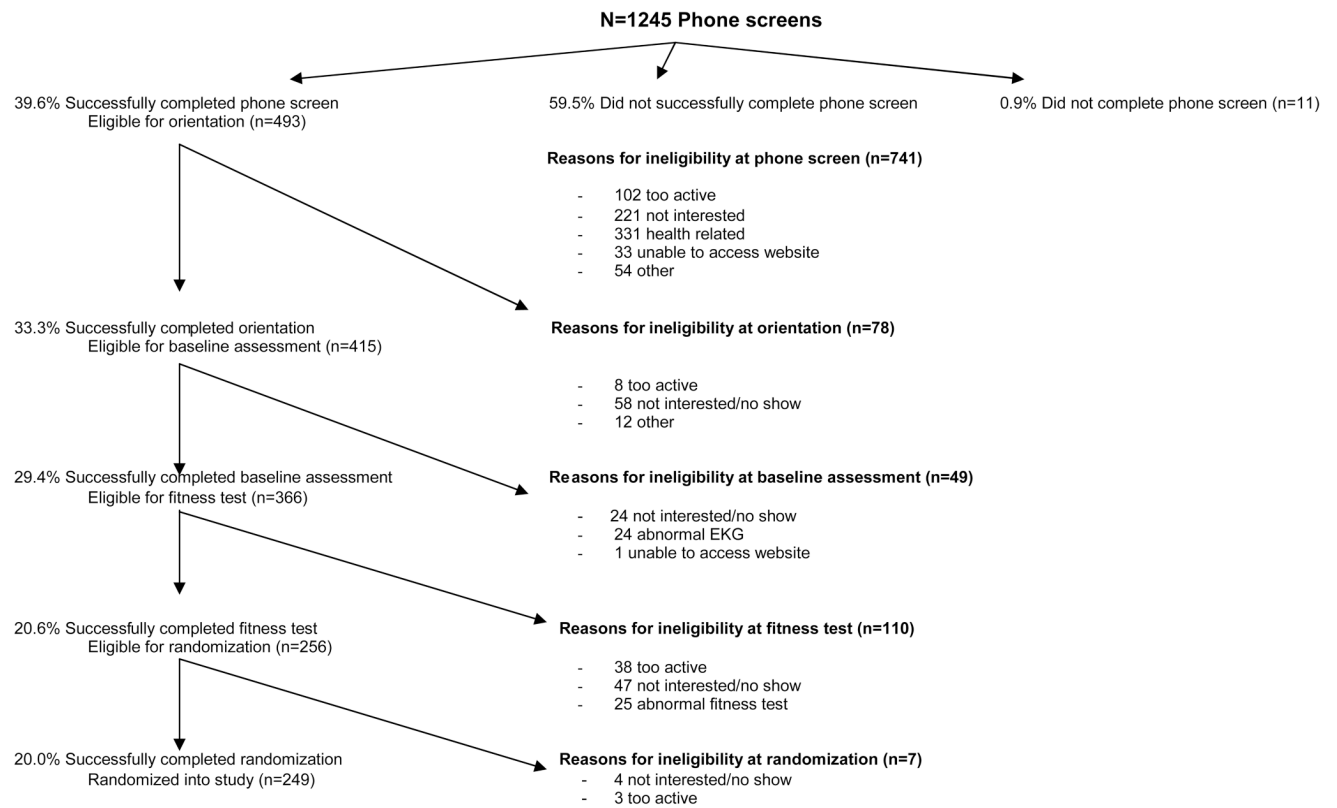 N=1245 Phone screens
39.6% Successfully completed phone screen
Eligible for orientation (n=493)
59.5% Did not successfully complete phone screen
0.9% Did not complete phone screen (n=11)
Reasons for ineligibility at phone screen (n=741)
- 102 too active
- 221 not interested
- 331 health related
- 33 unable to access website
- 54 other
33.3% Successfully completed orientation
Eligible for baseline assessment (n=415)
Reasons for ineligibility at orientation (n=78)
- 8 too active
- 58 not interested/no show
- 12 other
29.4% Successfully completed baseline assessment
Eligible for fitness test (n=366)
Reasons for ineligibility at baseline assessment (n=49)
- 24 not interested/no show
- 24 abnormal EKG
- 1 unable to access website
20.6% Successfully completed fitness test
Eligible for randomization (n=256)
Reasons for ineligibility at fitness test (n=110)
- 38 too active
- 47 not interested/no show
- 25 abnormal fitness test
20.0% Successfully completed randomization
Randomized into study (n=249)
Reasons for ineligibility at randomization (n=7)
- 4 not interested/no show
- 3 too active